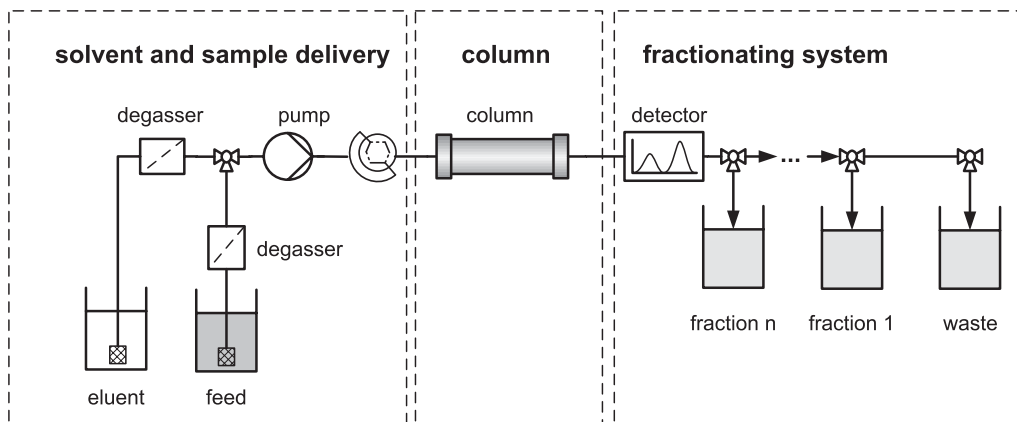 solvent and sample delivery
column
fractionating system
degasser
pump
column
detector
...
degasser
fraction n
fraction 1
waste
eluent
feed